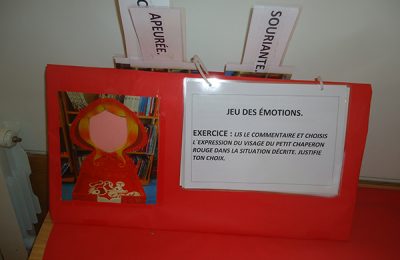 APEURÉE.
SOURIANTE.
JEU DES ÉMOTIONS.
EXERCICE : LIS LE COMMENTAIRE ET CHOISIS
L´EXPRESSION DU VISAGE DU PETIT CHAPERON
ROUGE DANS LA SITUATION DÉCRITE. JUSTIFIE
TON CHOIX.